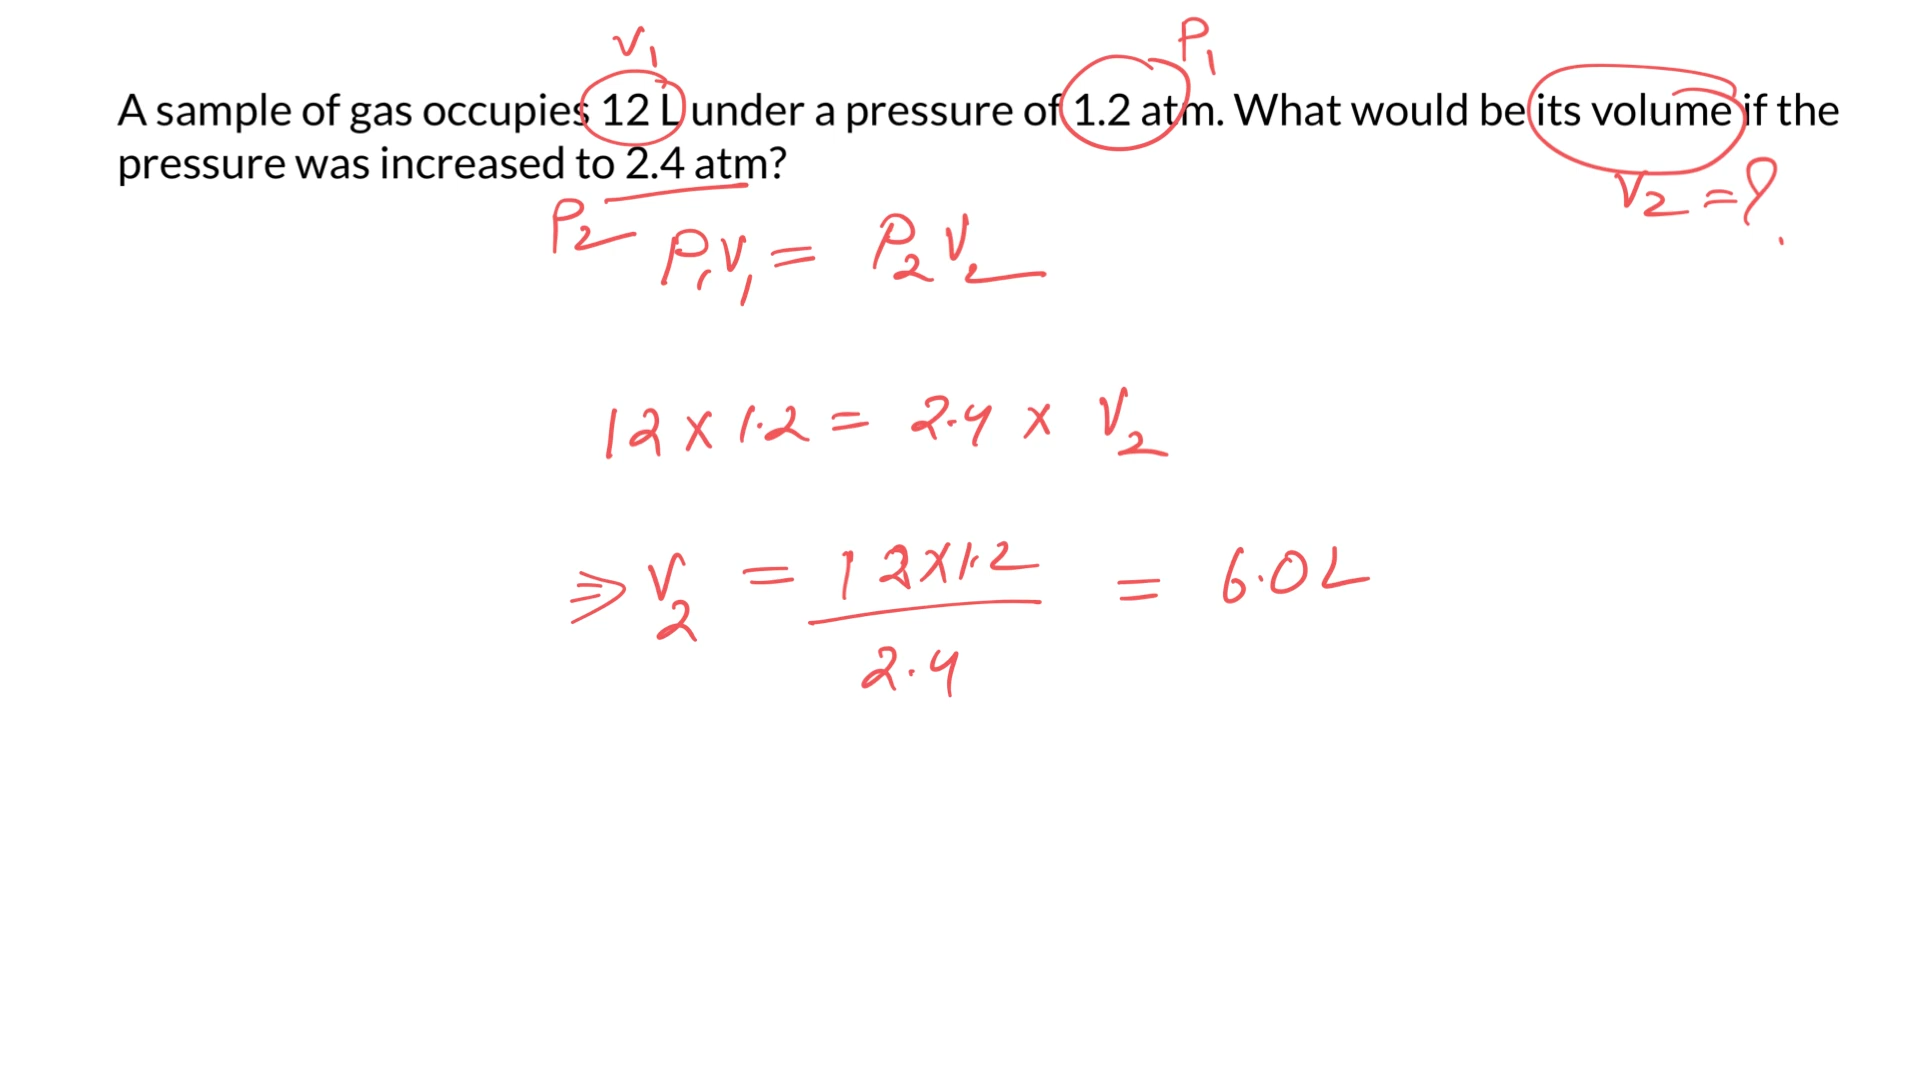 V₁
P₁
A sample of gas occupies 12 L under a pressure of 1.2 atm. What would be its volume if the
pressure was increased to 2.4 atm?
V₂ = ?
P₂
P₁V₁ = P₂V₂
12 × 1.2 = 2.4 × V₂
⇒ V₂ = 12×1.2 / 2.4 = 6.0 L